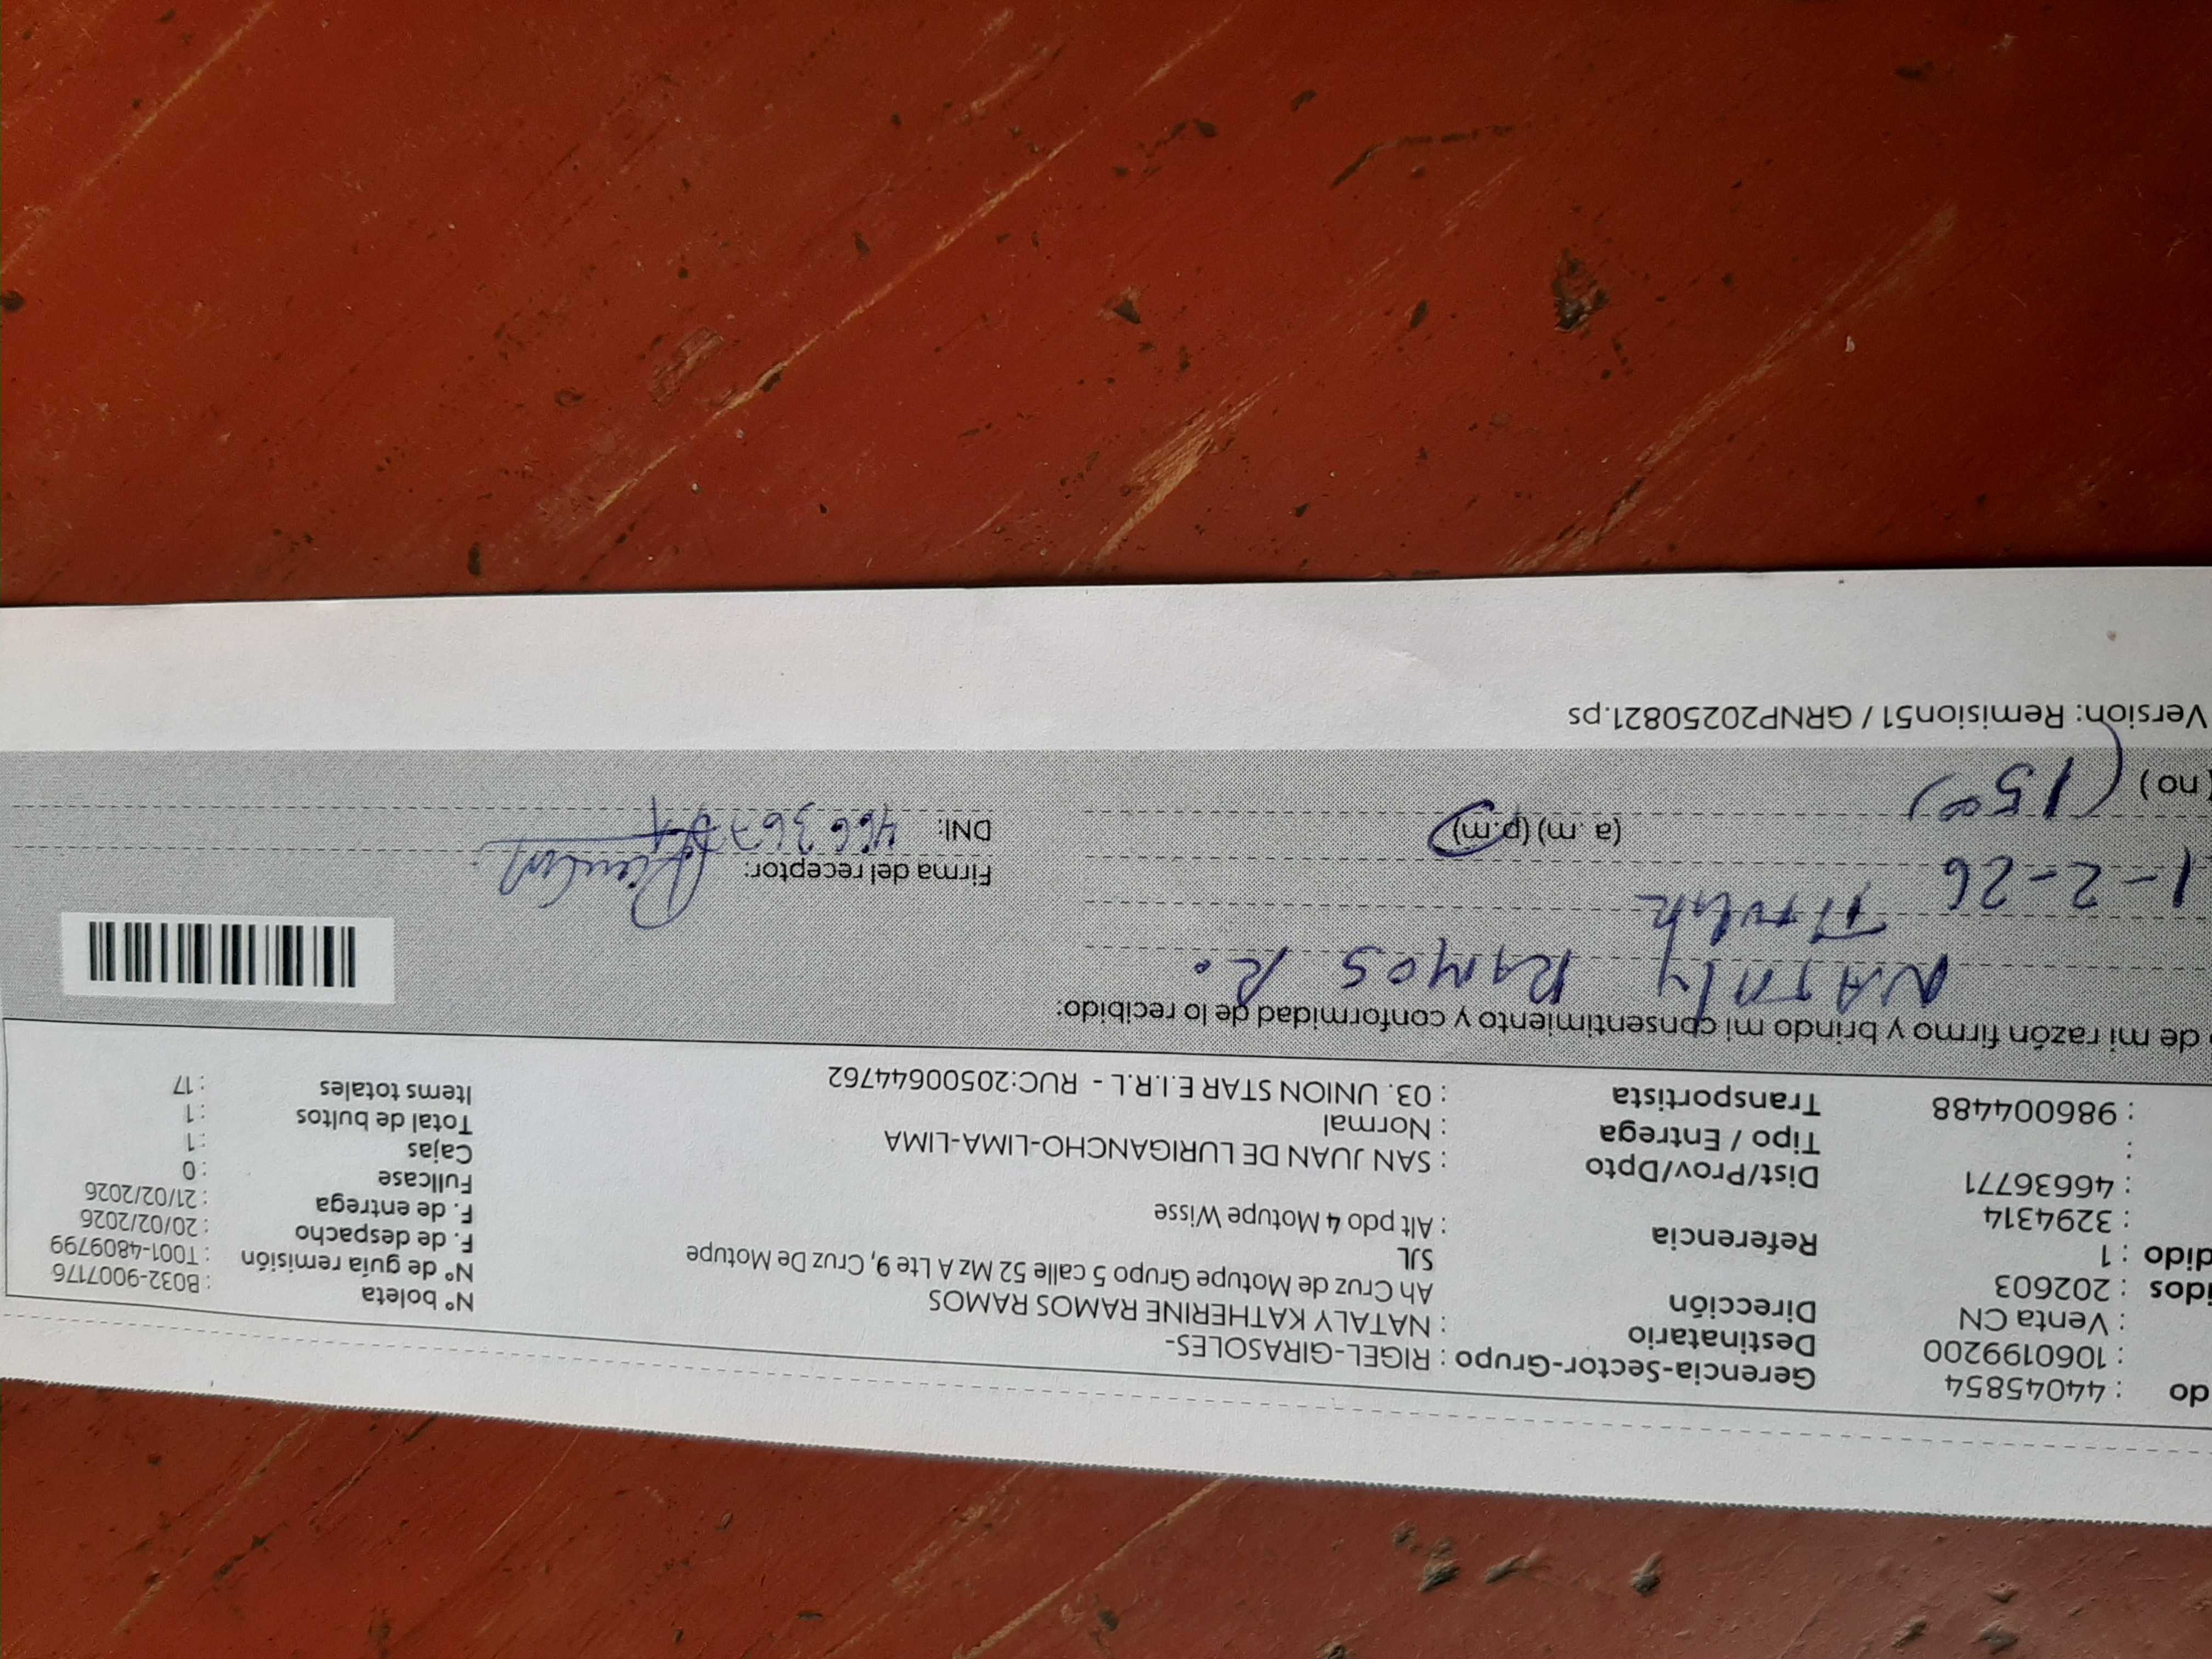 do : 44045854 Gerencia-Sector-Grupo : RIGEL-GIRASOLES-
: 1060199200 Destinatario : NATALY KATHERINE RAMOS RAMOS Nº boleta : B032-9007176
: Venta CN Dirección Ah Cruz de Motupe Grupo 5 calle 52 Mz A Lte 9, Cruz De Motupe Nº de guía remisión : T001-4809799
idos : 202603 SJL F. de despacho : 20/02/2026
dido : 1 Referencia : Alt pdo 4 Motupe Wisse F. de entrega : 21/02/2026
: 3294314 Fullcase : 0
: 46636771 Dist/Prov/Dpto : SAN JUAN DE LURIGANCHO-LIMA-LIMA Cajas : 1
: Tipo / Entrega : Normal Total de bultos : 1
: 986004488 Transportista : 03. UNION STAR E.I.R.L - RUC:20500644762 Items totales : 17
de mi razón firmo y brindo mi consentimiento y conformidad de lo recibido:
NATALY RAMOS R.
Titular
1-2-26 Firma del receptor:
(a .m) (p.m) DNI: 46636771
no ) (15 00)
Versión: Remision51 / GRNP20250821.ps